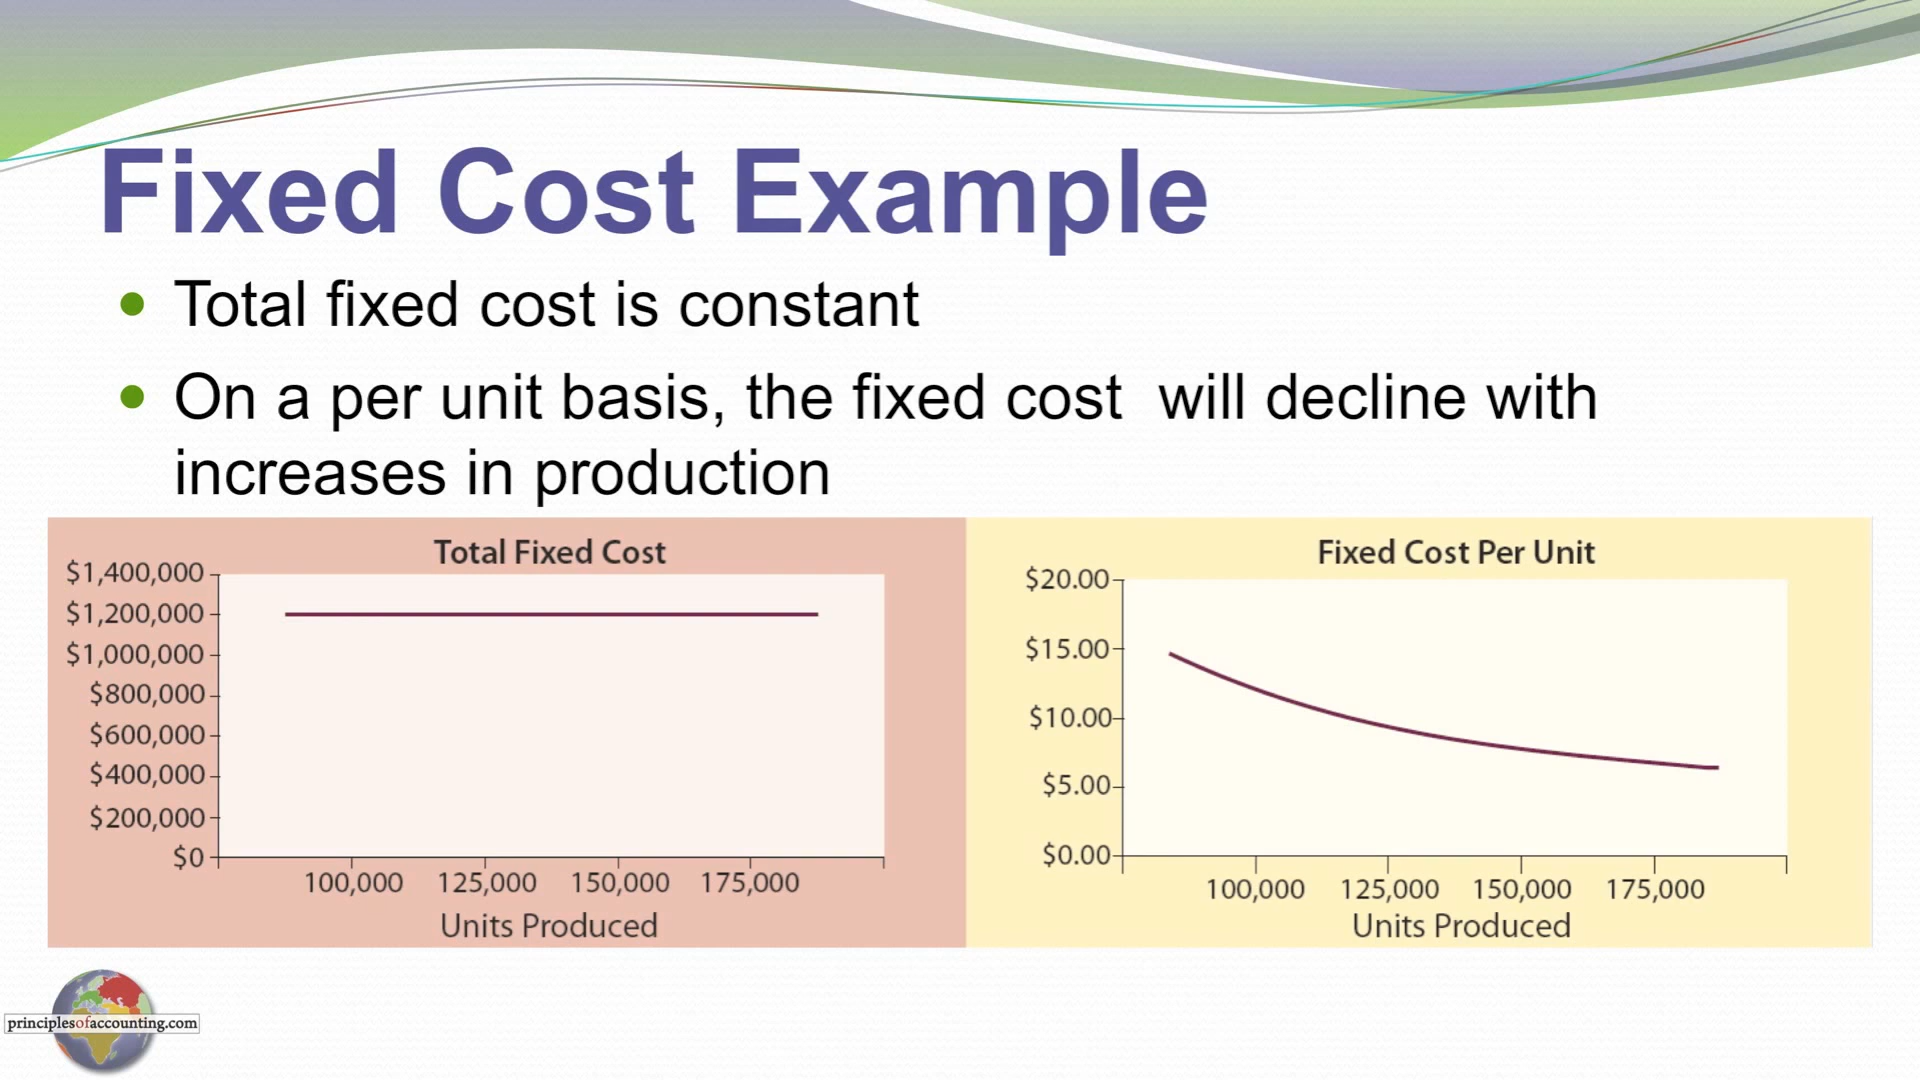 Fixed Cost Example
Total fixed cost is constant
On a per unit basis, the fixed cost  will decline with
increases in production
Total Fixed Cost
$1,400,000
$1,200,000
$1,000,000
$800,000
$600,000
$400,000
$200,000
$0
100,000 125,000 150,000 175,000
Units Produced
Fixed Cost Per Unit
$20.00
$15.00
$10.00
$5.00
$0.00
100,000 125,000 150,000 175,000
Units Produced
principlesofaccounting.com